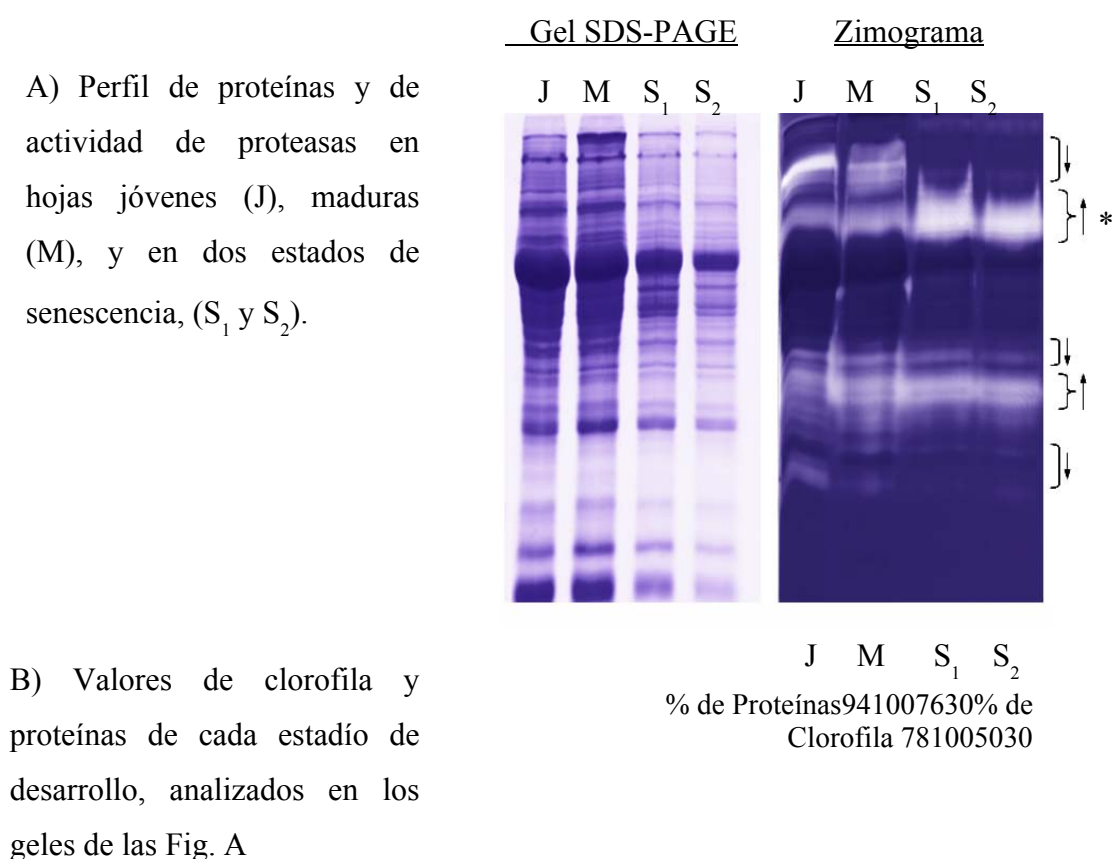 Gel SDS-PAGE
Zimograma
A) Perfil de proteínas y de
actividad de proteasas en
hojas jóvenes (J), maduras
(M), y en dos estados de
senescencia, (S1 y S2).
J M S1 S2
J M S1 S2
*
J M S1 S2
% de Proteínas941007630% de
Clorofila 781005030
B) Valores de clorofila y
proteínas de cada estadío de
desarrollo, analizados en los
geles de las Fig. A